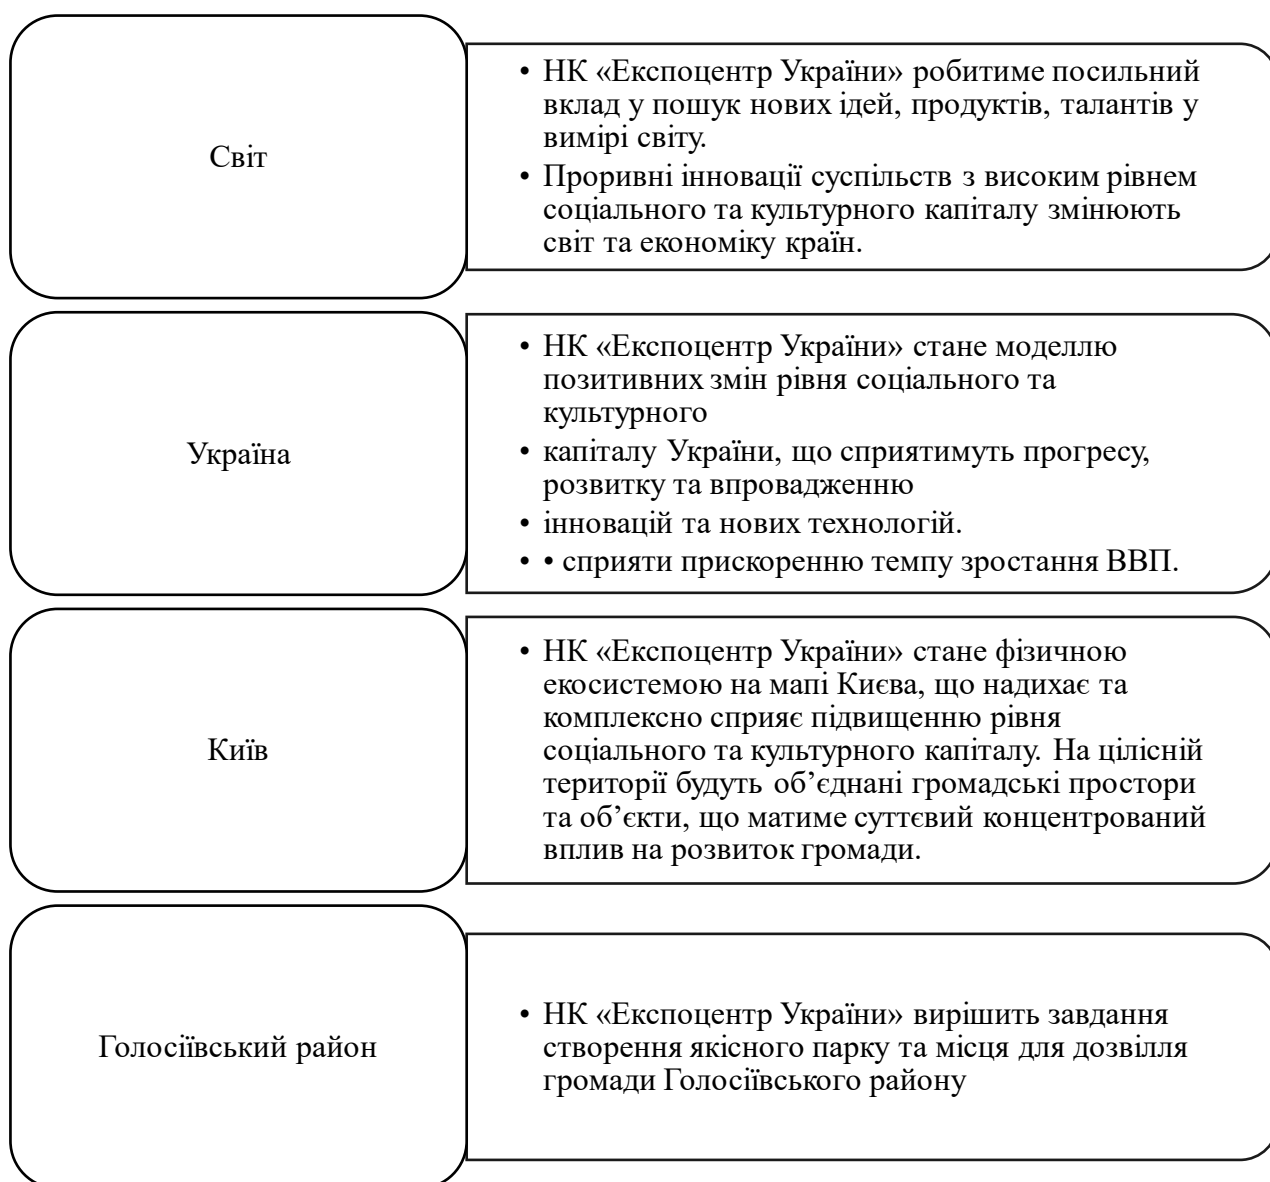 Світ
• НК «Експоцентр України» робитиме посильний
вклад у пошук нових ідей, продуктів, талантів у
вимірі світу.
• Проривні інновації суспільств з високим рівнем
соціального та культурного капіталу змінюють
світ та економіку країн.
Україна
• НК «Експоцентр України» стане моделлю
позитивних змін рівня соціального та
культурного
• капіталу України, що сприятимуть прогресу,
розвитку та впровадженню
• інновацій та нових технологій.
• • сприяти прискоренню темпу зростання ВВП.
Київ
• НК «Експоцентр України» стане фізичною
екосистемою на мапі Києва, що надихає та
комплексно сприяє підвищенню рівня
соціального та культурного капіталу. На цілісній
території будуть об’єднані громадські простори
та об’єкти, що матиме суттєвий концентрований
вплив на розвиток громади.
Голосіївський район
• НК «Експоцентр України» вирішить завдання
створення якісного парку та місця для дозвілля
громади Голосіївського району